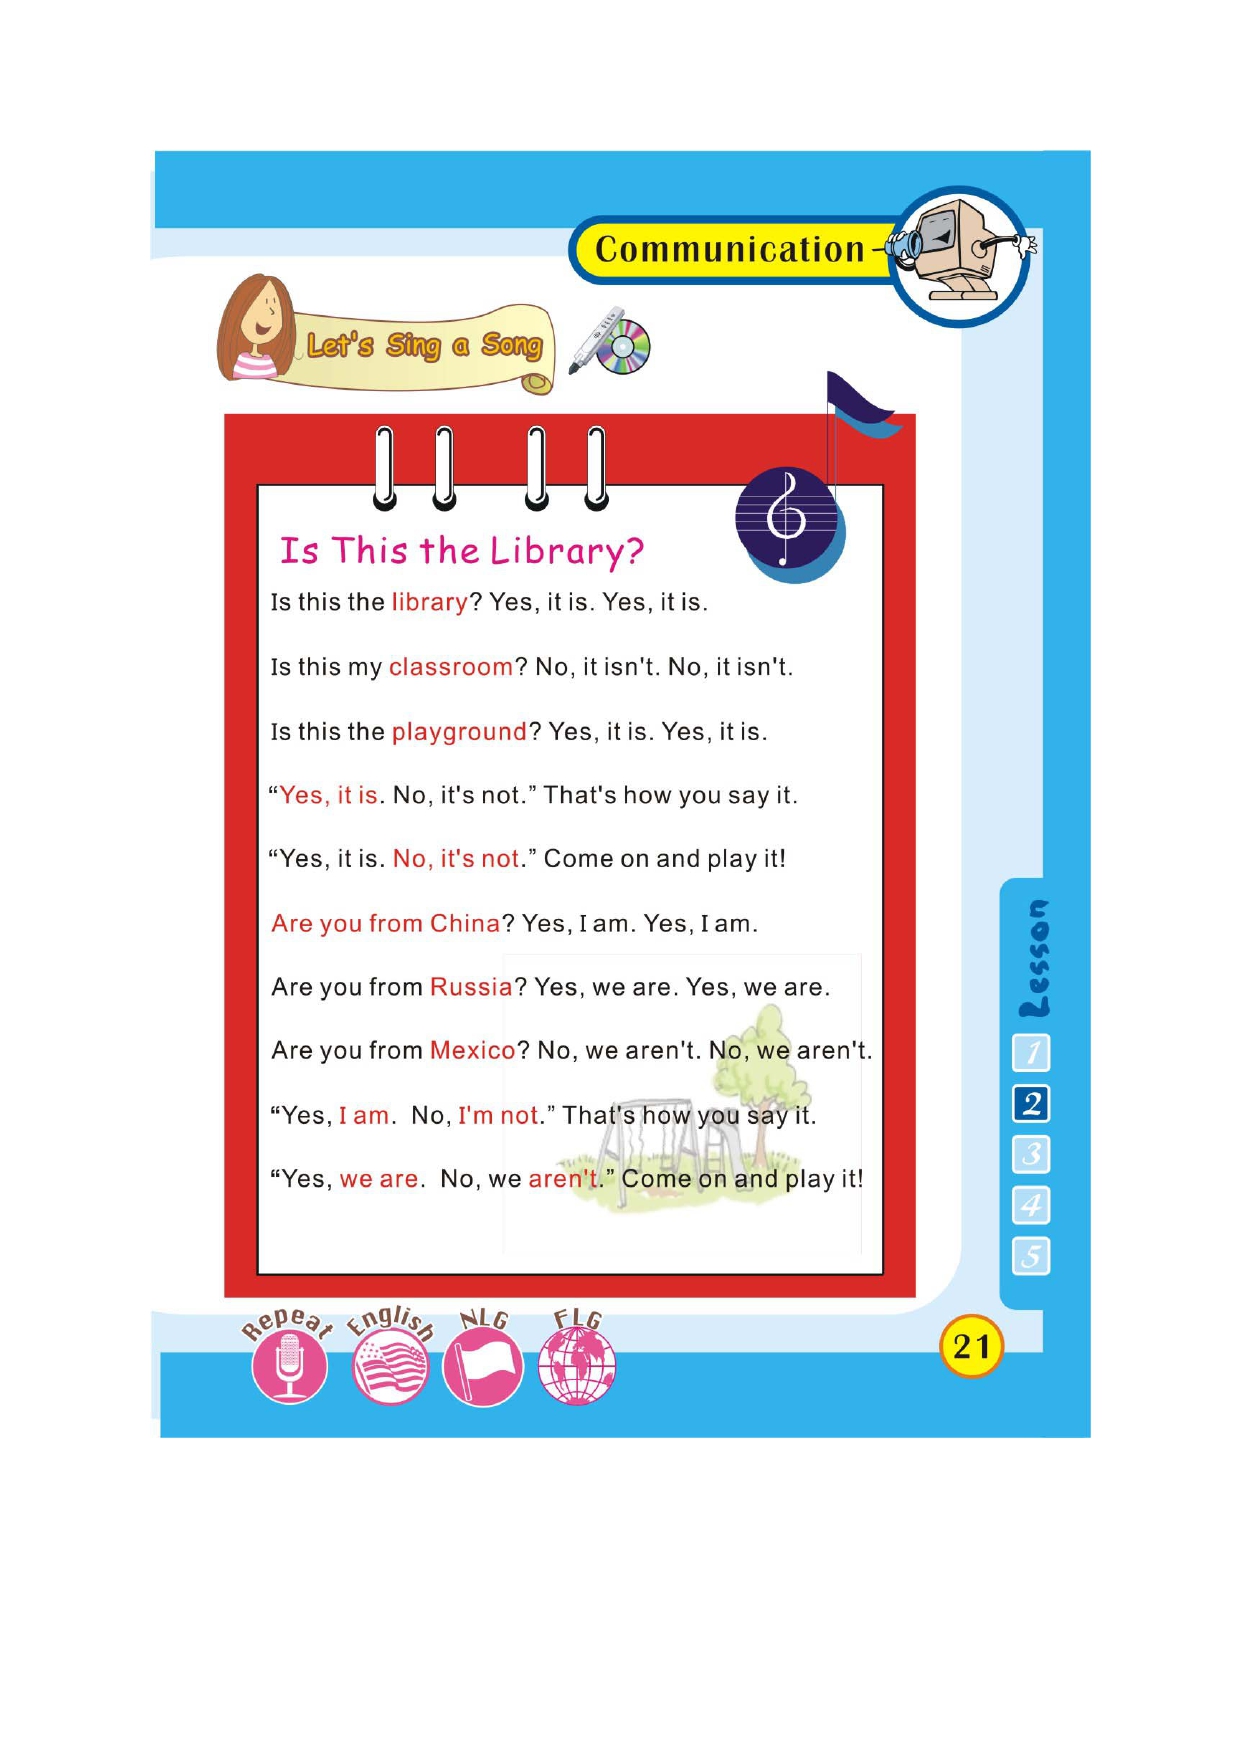 Communication
Let's Sing a Song
Is This the Library?
Is this the library? Yes, it is. Yes, it is.
Is this my classroom? No, it isn't. No, it isn't.
Is this the playground? Yes, it is. Yes, it is.
“Yes, it is. No, it's not.” That's how you say it.
“Yes, it is. No, it's not.” Come on and play it!
Are you from China? Yes, I am. Yes, I am.
Are you from Russia? Yes, we are. Yes, we are.
Are you from Mexico? No, we aren't. No, we aren't.
“Yes, I am. No, I'm not.” That's how you say it.
“Yes, we are. No, we aren't.” Come on and play it!
Lesson
1
2
3
4
5
Repeat English NLG FLG
21